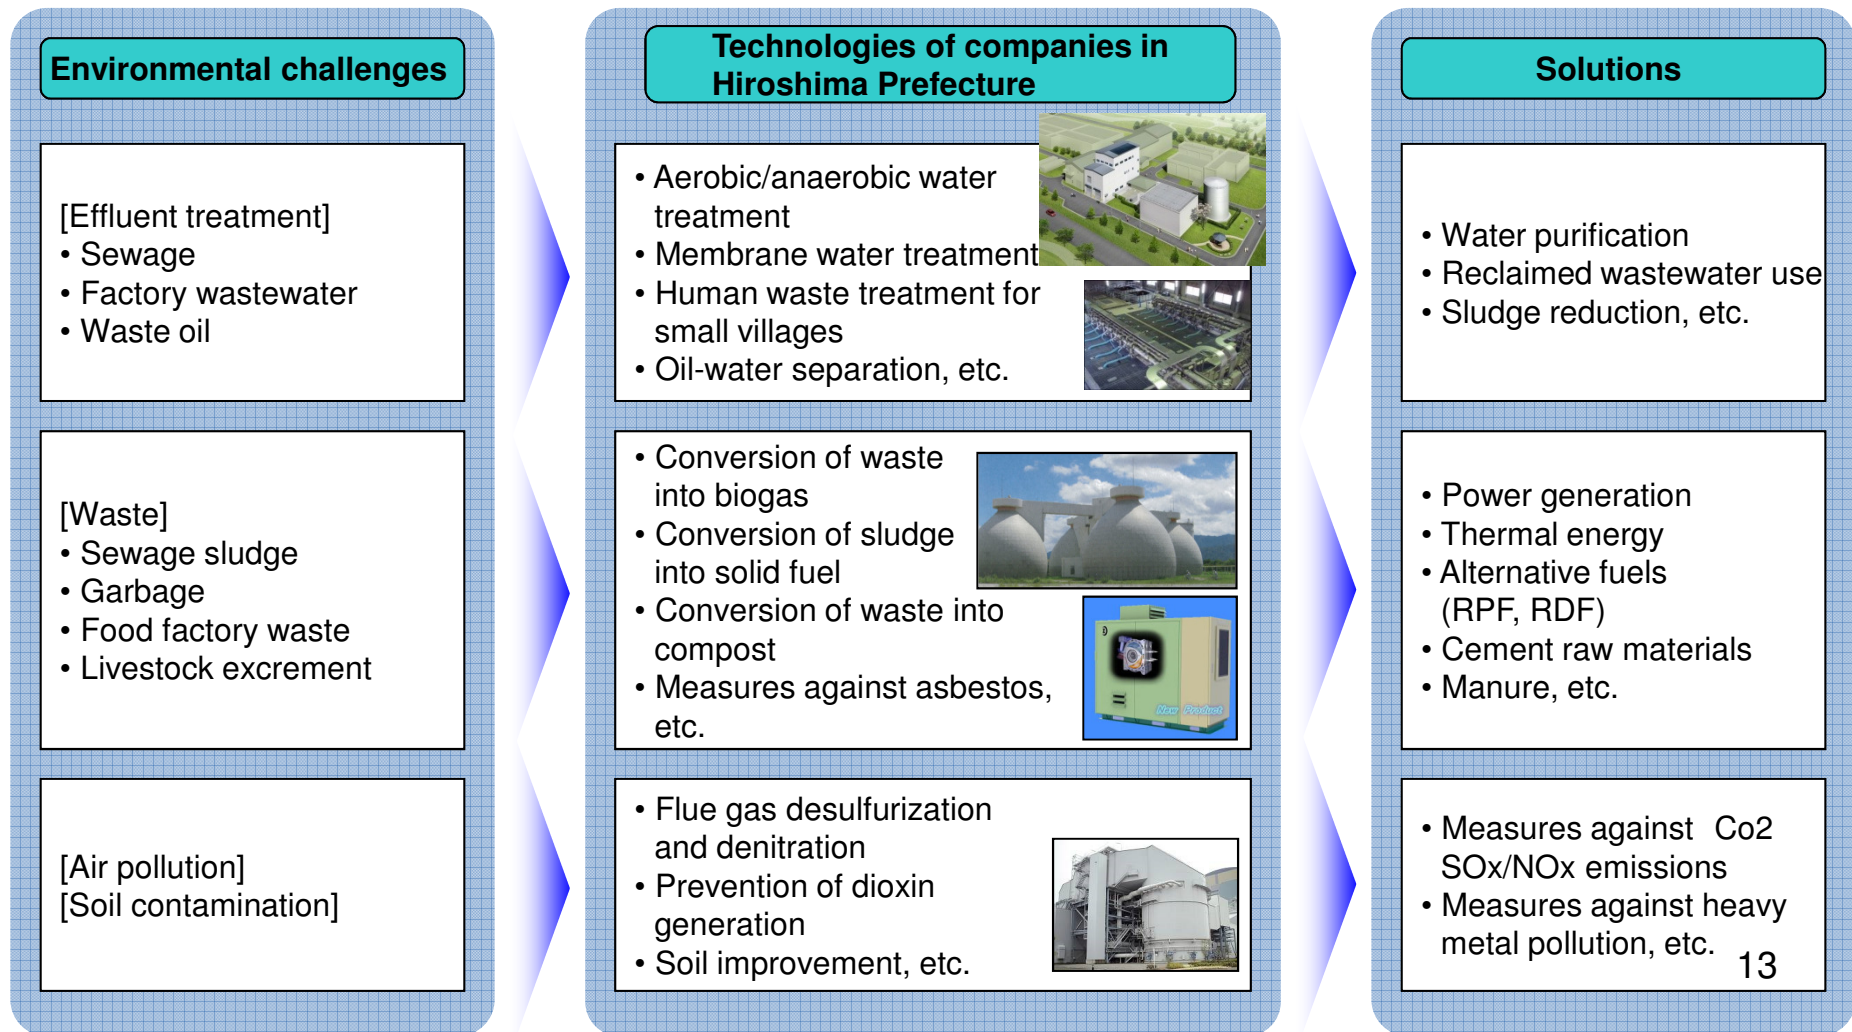 Environmental challenges
[Effluent treatment]
• Sewage
• Factory wastewater
• Waste oil
[Waste]
• Sewage sludge
• Garbage
• Food factory waste
• Livestock excrement
[Air pollution]
[Soil contamination]
Technologies of companies in
Hiroshima Prefecture
• Aerobic/anaerobic water
treatment
• Membrane water treatment
• Human waste treatment for
small villages
• Oil-water separation, etc.
• Conversion of waste
into biogas
• Conversion of sludge
into solid fuel
• Conversion of waste into
compost
• Measures against asbestos,
etc.
New Product
• Flue gas desulfurization
and denitration
• Prevention of dioxin
generation
• Soil improvement, etc.
Solutions
• Water purification
• Reclaimed wastewater use
• Sludge reduction, etc.
• Power generation
• Thermal energy
• Alternative fuels
(RPF, RDF)
• Cement raw materials
• Manure, etc.
• Measures against Co2
SOx/NOx emissions
• Measures against heavy
metal pollution, etc.
13